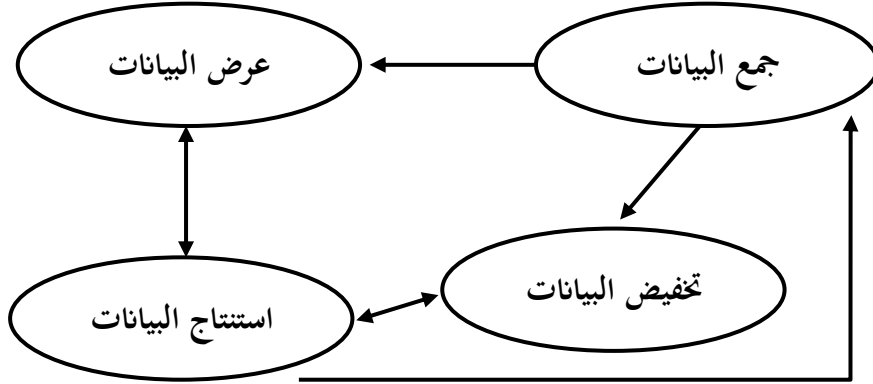 جمع البيانات
عرض البيانات
تخفيض البيانات
استنتاج البيانات